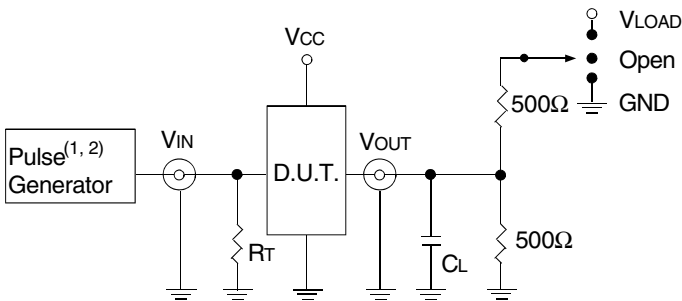 VLOAD
Open
GND
VCC
500Ω
Pulse(1, 2)
Generator
VIN
D.U.T.
VOUT
RT
CL
500Ω